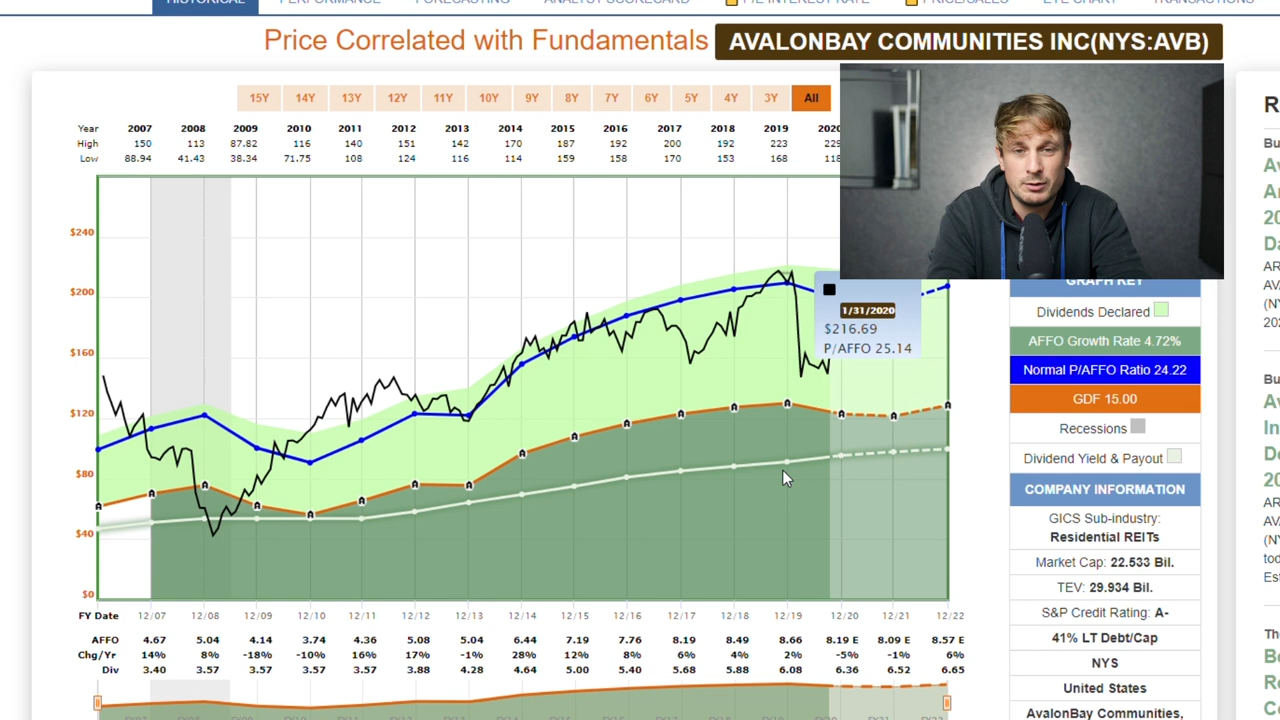 HISTORICAL PERFORMANCE FORECASTING ANALYST SCORECARD P/E INTEREST RATE PRICE/SALES EYE CHART TRANSACTIONS
Price Correlated with Fundamentals AVALONBAY COMMUNITIES INC(NYS:AVB)
15Y 14Y 13Y 12Y 11Y 10Y 9Y 8Y 7Y 6Y 5Y 4Y 3Y All
Year 2007 2008 2009 2010 2011 2012 2013 2014 2015 2016 2017 2018 2019 2020
High 150 113 87.82 116 140 151 142 170 187 192 200 192 223 229
Low 88.94 41.43 38.34 71.75 108 124 116 114 159 158 170 153 168 118
$240
$200
$160
$120
$80
$40
$0
1/31/2020
$216.69
P/AFFO 25.14
FY Date 12/07 12/08 12/09 12/10 12/11 12/12 12/13 12/14 12/15 12/16 12/17 12/18 12/19 12/20 12/21 12/22
AFFO 4.67 5.04 4.14 3.74 4.36 5.08 5.04 6.44 7.19 7.76 8.19 8.49 8.66 8.19 E 8.09 E 8.57 E
Chg/Yr 14% 8% -18% -10% 16% 17% -1% 28% 12% 8% 6% 4% 2% -5% -1% 6%
Div 3.40 3.57 3.57 3.57 3.57 3.88 4.28 4.64 5.00 5.40 5.68 5.88 6.08 6.36 6.52 6.65
GRAPH KEY
Dividends Declared
AFFO Growth Rate 4.72%
Normal P/AFFO Ratio 24.22
GDF 15.00
Recessions
Dividend Yield & Payout
COMPANY INFORMATION
GICS Sub-industry:
Residential REITs
Market Cap: 22.533 Bil.
TEV: 29.934 Bil.
S&P Credit Rating: A-
41% LT Debt/Cap
NYS
United States
AvalonBay Communities,